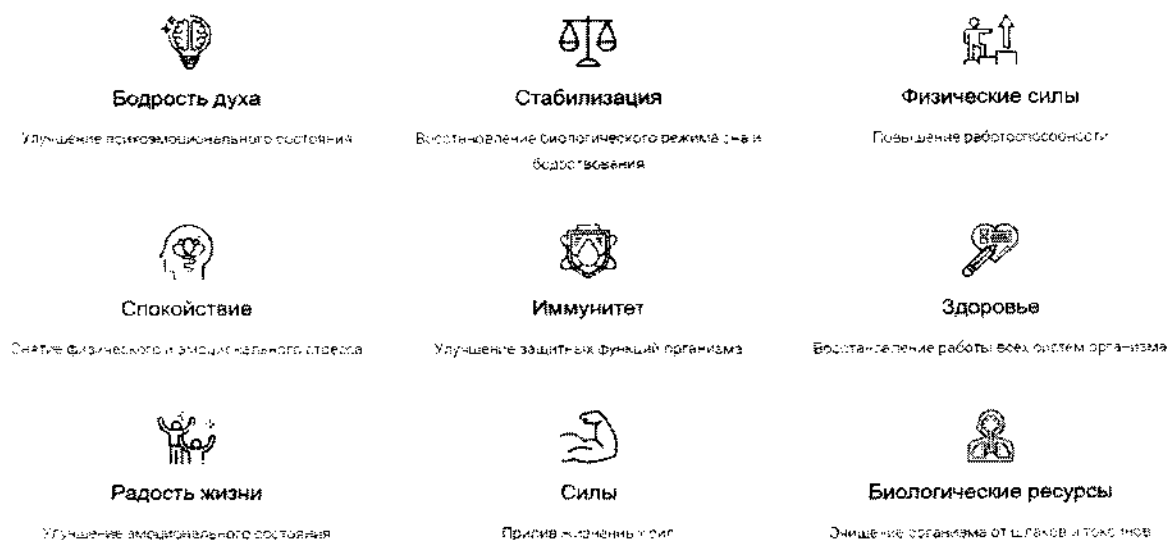 Бодрость духа
Улучшение психоэмоционального состояния
Стабилизация
Восстановление биологического режима сна и
бодрствования
Физические силы
Повышение работоспособности
Спокойствие
Снятие физического и эмоционального стресса
Иммунитет
Улучшение защитных функций организма
Здоровье
Восстановление работы всех систем организма
Радость жизни
Улучшение эмоционального состояния
Силы
Прилив жизненных сил
Биологические ресурсы
Очищение организма от шлаков и токсинов